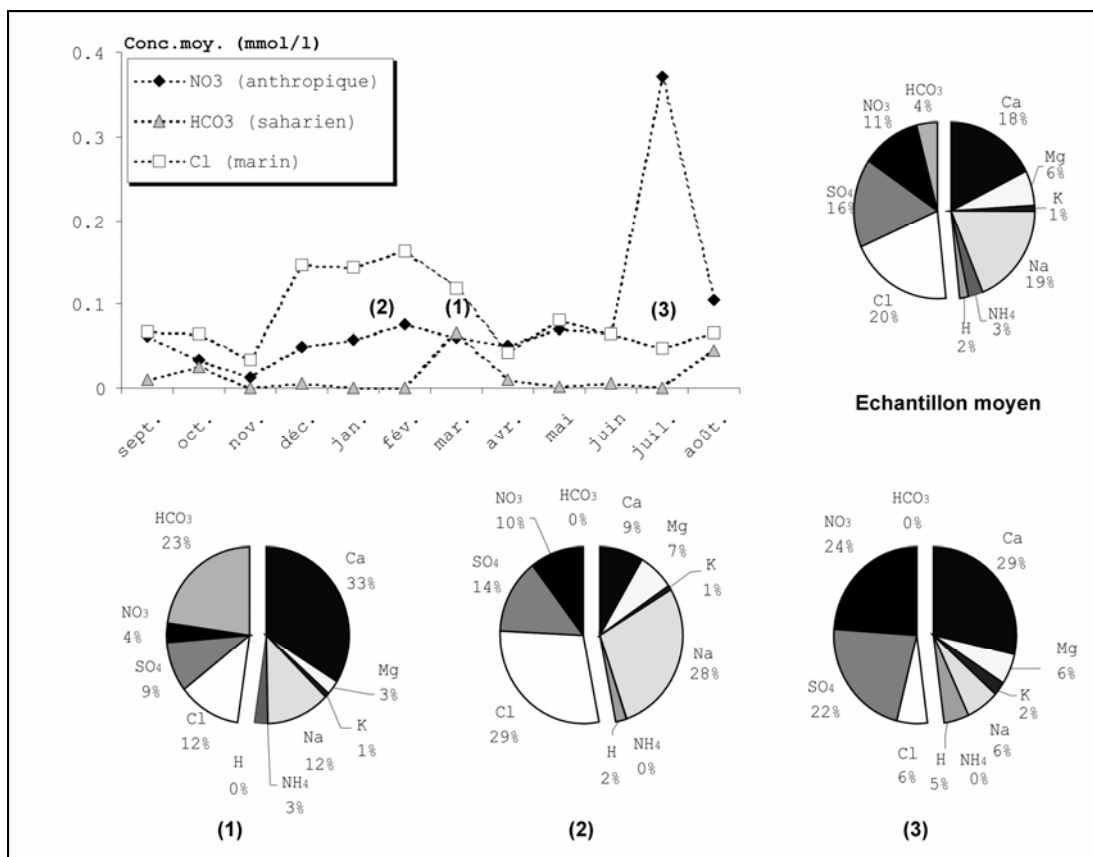 Conc.moy. (mmol/l)
0.4
0.3
0.2
0.1
0
NO3 (anthropique)
HCO3 (saharien)
Cl (marin)
(2)
(1)
(3)
sept.
oct.
nov.
déc.
jan.
fév.
mar.
avr.
mai
juin
juil.
août.
HCO₃
4%
NO₃
11%
SO₄
16%
Cl
20%
Ca
18%
Mg
6%
K
1%
Na
19%
NH₄
3%
H
2%
Echantillon moyen
HCO₃
23%
NO₃
4%
SO₄
9%
Cl
12%
H
0%
Ca
33%
Mg
3%
K
1%
Na
12%
NH₄
3%
(1)
HCO₃
0%
NO₃
10%
SO₄
14%
Cl
29%
Ca
9%
Mg
7%
K
1%
Na
28%
NH₄
0%
H
2%
(2)
HCO₃
0%
NO₃
24%
SO₄
22%
Cl
6%
Ca
29%
Mg
6%
K
2%
Na
6%
NH₄
0%
H
5%
(3)